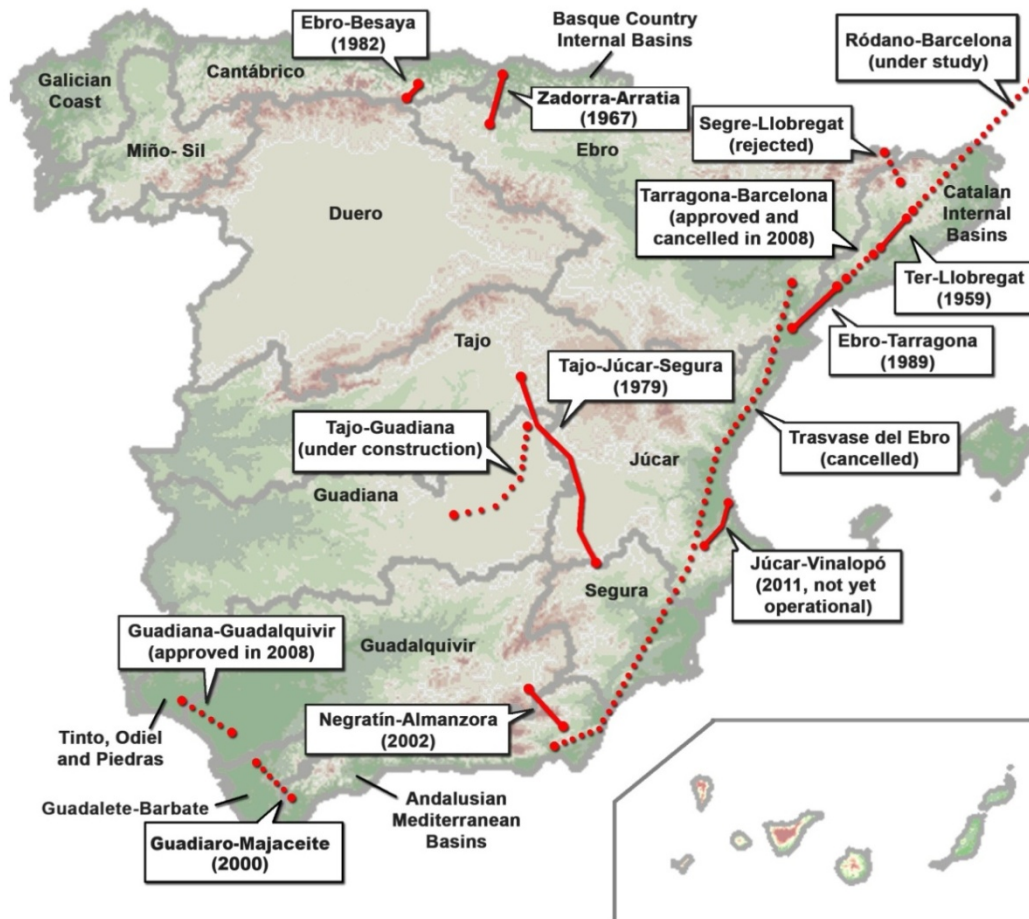 Ebro-Besaya
(1982)
Basque Country
Internal Basins
Ródano-Barcelona
(under study)
Galician
Coast
Cantábrico
Zadorra-Arratia
(1967)
Segre-Llobregat
(rejected)
Miño- Sil
Ebro
Tarragona-Barcelona
(approved and
cancelled in 2008)
Catalan
Internal
Basins
Duero
Ter-Llobregat
(1959)
Ebro-Tarragona
(1989)
Tajo
Tajo-Júcar-Segura
(1979)
Tajo-Guadiana
(under construction)
Trasvase del Ebro
(cancelled)
Júcar
Guadiana
Júcar-Vinalopó
(2011, not yet
operational)
Segura
Guadiana-Guadalquivir
(approved in 2008)
Guadalquivir
Negratín-Almanzora
(2002)
Tinto, Odiel
and Piedras
Guadalete-Barbate
Andalusian
Mediterranean
Basins
Guadiaro-Majaceite
(2000)